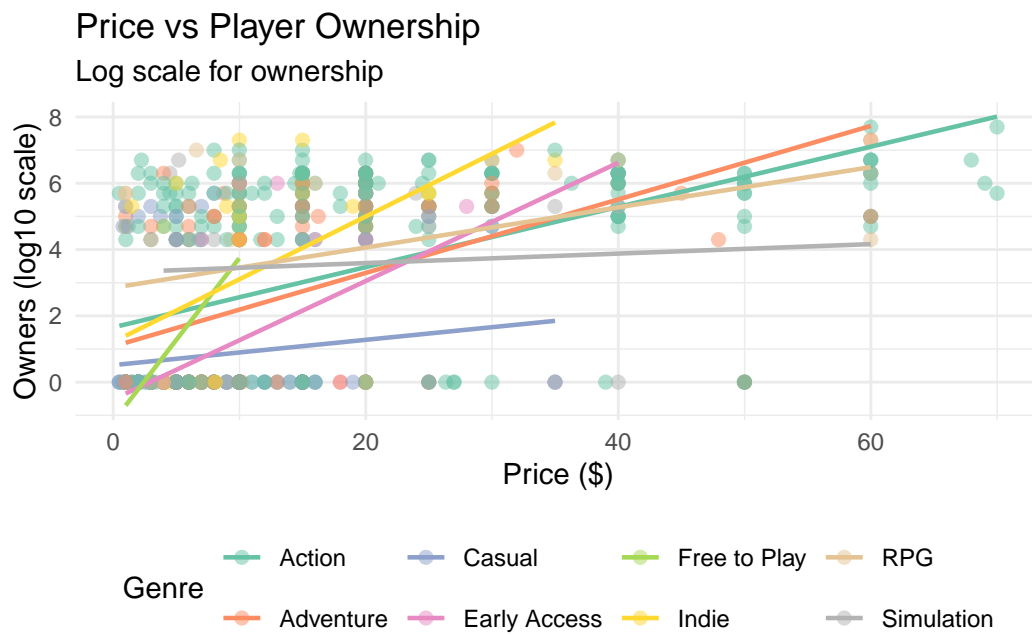 Price vs Player Ownership
Log scale for ownership
Owners (log10 scale)
8
6
4
2
0
0 20 40 60
Price ($)
Genre
Action Casual Free to Play RPG
Adventure Early Access Indie Simulation